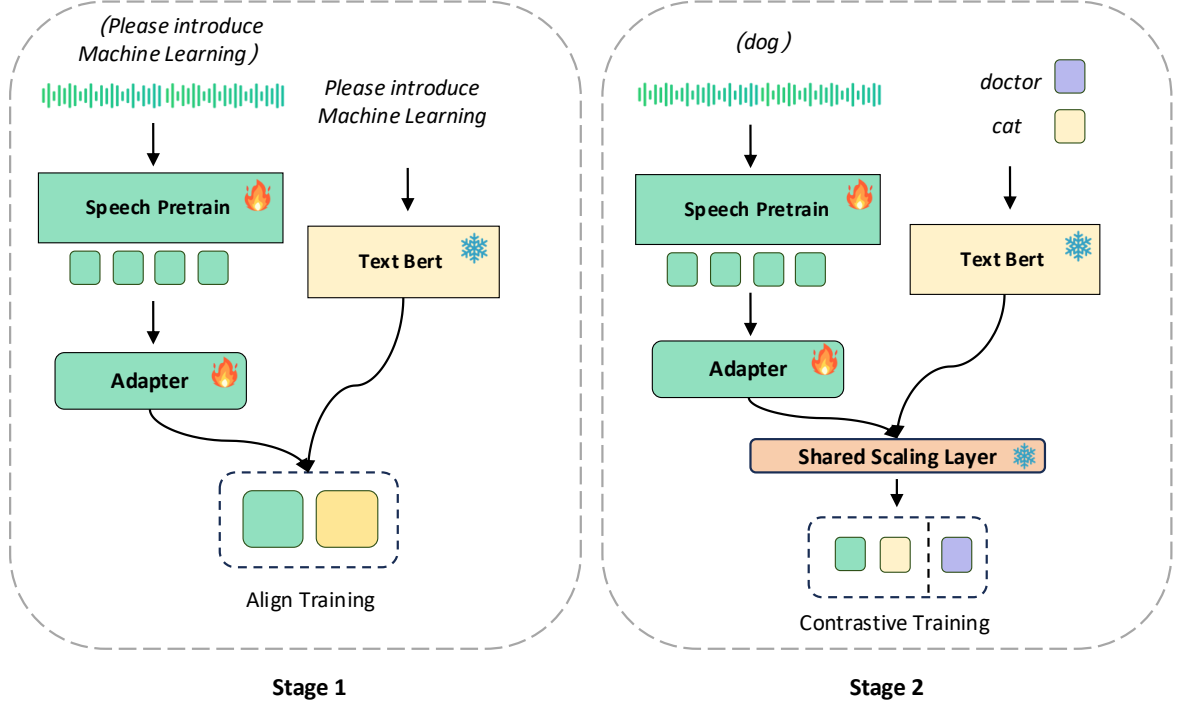 (Please introduce
Machine Learning)
Please introduce
Machine Learning
Speech Pretrain
Text Bert
Adapter
Align Training
Stage 1
(dog)
doctor
cat
Speech Pretrain
Text Bert
Adapter
Shared Scaling Layer
Contrastive Training
Stage 2